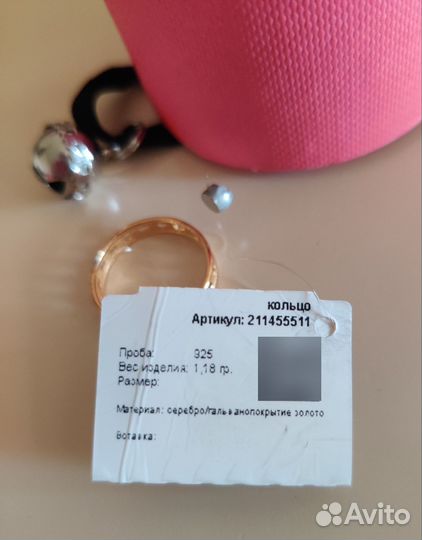 кольцо
Артикул: 211455511
Проба: 925
Вес изделия: 1,18 гр.
Размер:
Материал: серебро/гальванопокрытие золото
Вставка:
Avito